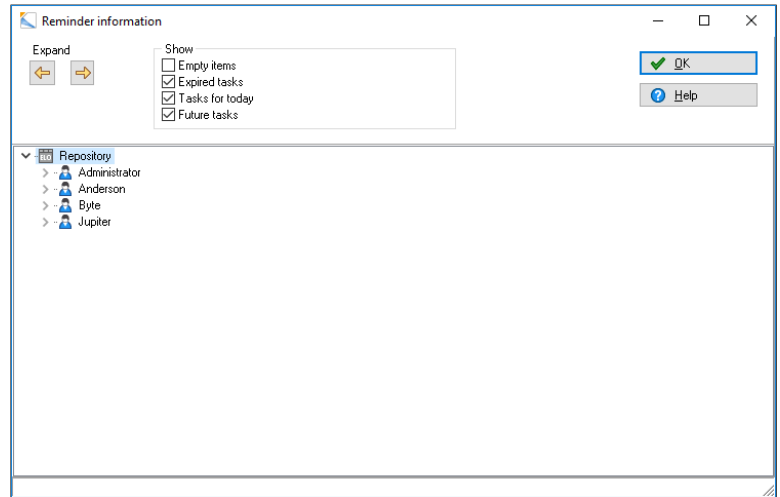 Reminder information
Expand
Show
Empty items
Expired tasks
Tasks for today
Future tasks
OK
Help
Repository
Administrator
Anderson
Byte
Jupiter